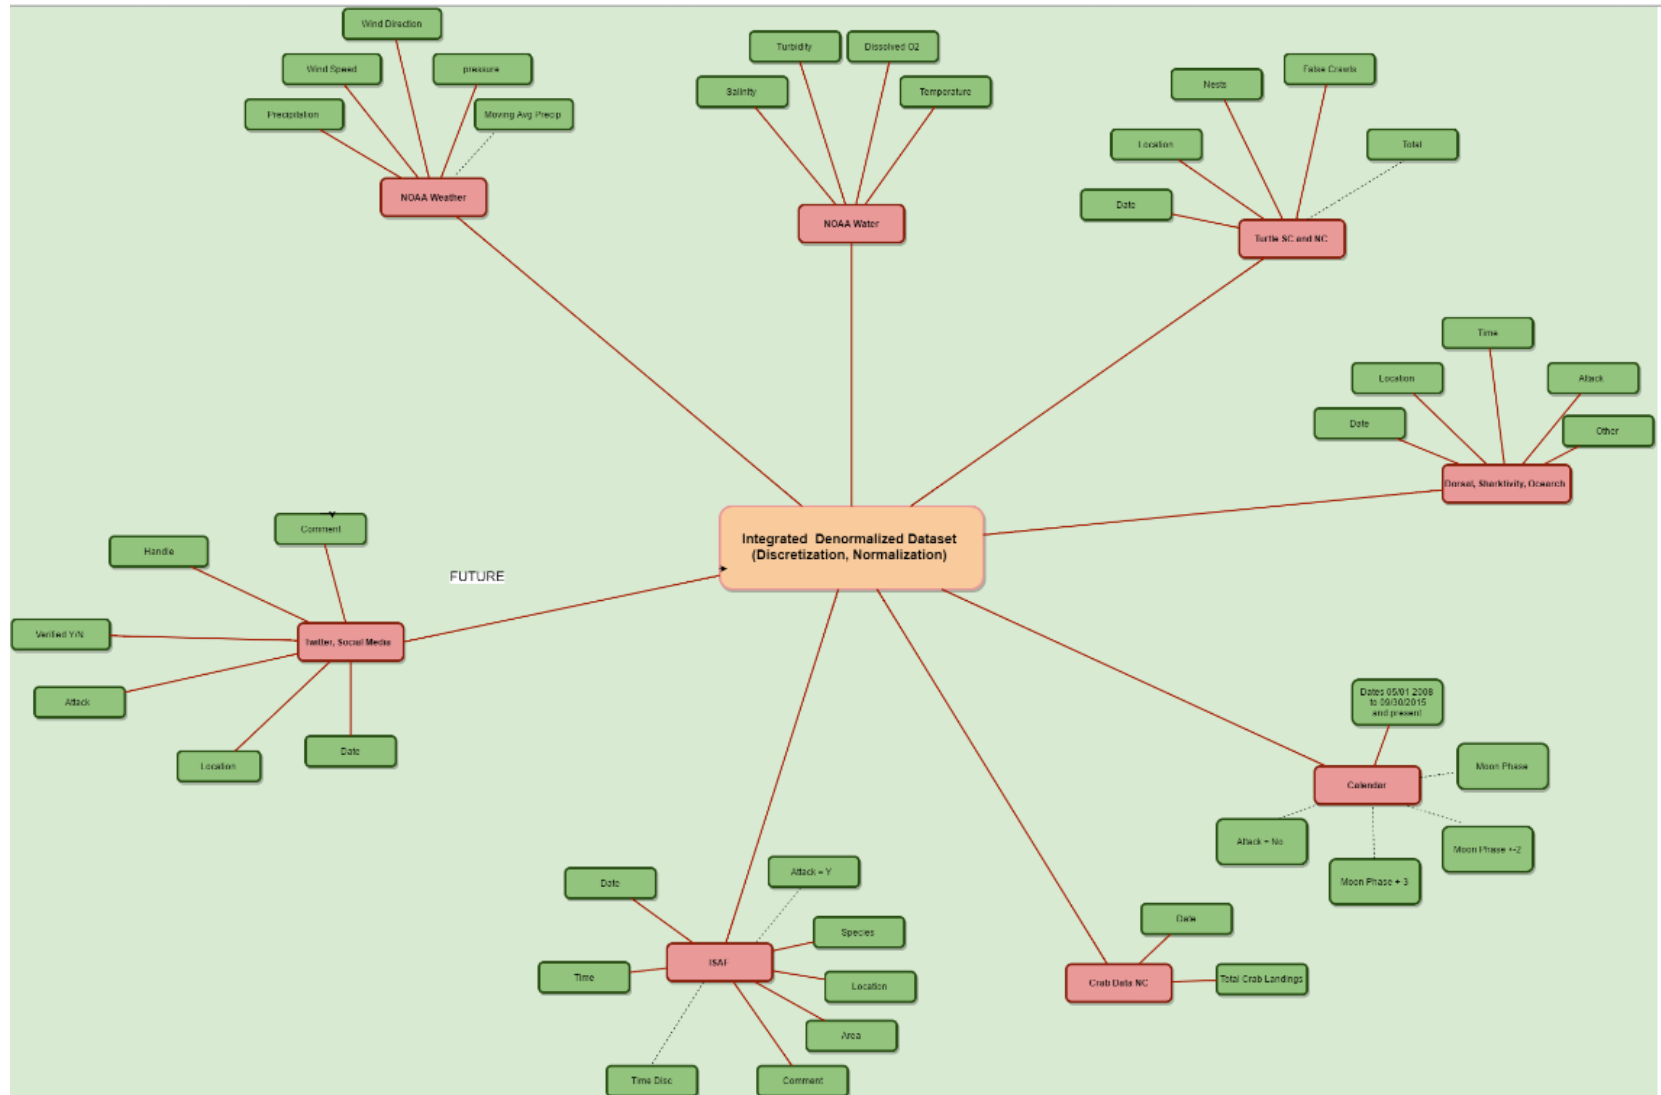 Wind Direction
Wind Speed
pressure
Precipitation
Moving Avg Precip
NOAA Weather
Turbidity
Dissolved O2
Salinity
Temperature
NOAA Water
False Crawls
Nests
Location
Total
Date
Turtle SC and NC
Time
Location
Attack
Date
Other
Dorsal, Sharktivity, Ocearch
Integrated Denormalized Dataset
(Discretization, Normalization)
Comment
Handle
FUTURE
Verified Y/N
Twitter, Social Media
Attack
Location
Date
Dates 05/01 2008
to 09/30/2015
and present
Moon Phase
Calendar
Attack = No
Moon Phase +-2
Moon Phase + 3
Date
Attack = Y
Species
ISAF
Time
Location
Area
Time Disc
Comment
Date
Crab Data NC
Total Crab Landings